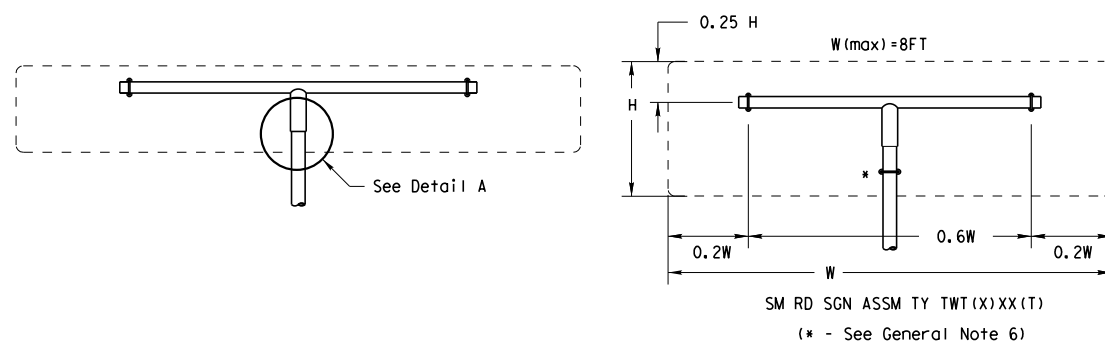 0.25 H
W(max)=8FT
H
See Detail A
*
0.2W
0.6W
0.2W
W
SM RD SGN ASSM TY TWT(X)XX(T)
(* - See General Note 6)